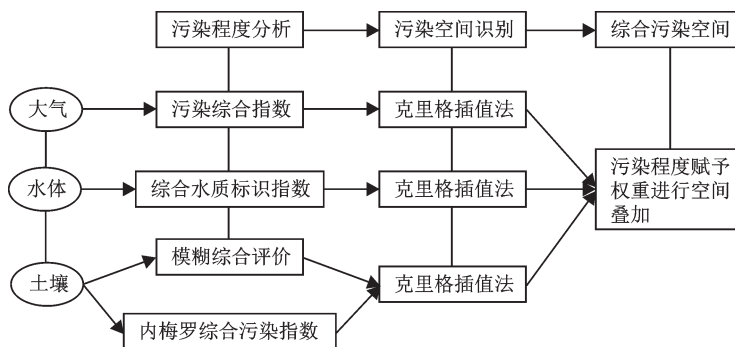 污染程度分析
污染空间识别
综合污染空间
大气
污染综合指数
克里格插值法
水体
综合水质标识指数
克里格插值法
污染程度赋予
权重进行空间
叠加
土壤
模糊综合评价
克里格插值法
内梅罗综合污染指数